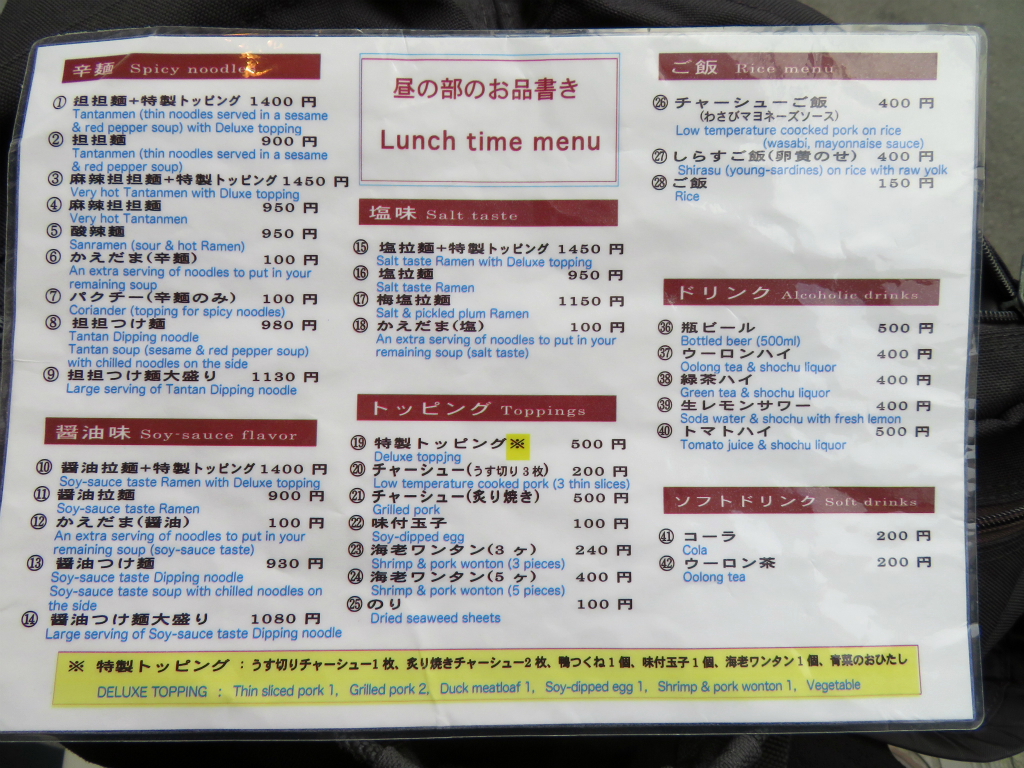 辛麺 Spicy noodles
① 担担麺+特製トッピング 1400 円
Tantanmen (thin noodles served in a sesame
& red pepper soup) with Deluxe topping
② 担担麺 900 円
Tantanmen (thin noodles served in a sesame
& red pepper soup)
③ 麻辣担担麺+特製トッピング 1450 円
Very hot Tantanmen with Dluxe topping
④ 麻辣担担麺 950 円
Very hot Tantanmen
⑤ 酸辣麺 950 円
Sanramen (sour & hot Ramen)
⑥ かえだま(辛麺) 100 円
An extra serving of noodles to put in your
remaining soup
⑦ パクチー(辛麺のみ) 100 円
Coriander (topping for spicy noodles)
⑧ 担担つけ麺 980 円
Tantan Dipping noodle
Tantan soup (sesame & red pepper soup)
with chilled noodles on the side
⑨ 担担つけ麺大盛り 1130 円
Large serving of Tantan Dipping noodle
醤油味 Soy-sauce flavor
⑩ 醤油拉麺+特製トッピング 1400 円
Soy-sauce taste Ramen with Deluxe topping
⑪ 醤油拉麺 900 円
Soy-sauce taste Ramen
⑫ かえだま(醤油) 100 円
An extra serving of noodles to put in your
remaining soup (soy-sauce taste)
⑬ 醤油つけ麺 930 円
Soy-sauce taste Dipping noodle
Soy-sauce taste soup with chilled noodles on
the side
⑭ 醤油つけ麺大盛り 1080 円
Large serving of Soy-sauce taste Dipping noodle
昼の部のお品書き
Lunch time menu
塩味 Salt taste
⑮ 塩拉麺+特製トッピング 1450 円
Salt taste Ramen with Deluxe topping
⑯ 塩拉麺 950 円
Salt taste Ramen
⑰ 梅塩拉麺 1150 円
Salt & pickled plum Ramen
⑱ かえだま(塩) 100 円
An extra serving of noodles to put in your
remaining soup (salt taste)
トッピング Toppings
⑲ 特製トッピング※ 500 円
Deluxe toppjng
⑳ チャーシュー(うす切り3枚) 200 円
Low temperature cooked pork (3 thin slices)
㉑ チャーシュー(炙り焼き) 500 円
Grilled pork
㉒ 味付玉子 100 円
Soy-dipped egg
㉓ 海老ワンタン(3ヶ) 240 円
Shrimp & pork wonton (3 pieces)
㉔ 海老ワンタン(5ヶ) 400 円
Shrimp & pork wonton (5 pieces)
㉕ のり 100 円
Dried seaweed sheets
ご飯 Rice menu
㉖ チャーシューご飯 400 円
(わさびマヨネーズソース)
Low temperature coocked pork on rice
(wasabi, mayonnaise sauce)
㉗ しらすご飯(卵黄のせ) 400 円
Shirasu (young-sardines) on rice with raw yolk
㉘ ご飯 150 円
Rice
ドリンク Alcoholic drinks
㊱ 瓶ビール 500 円
Bottled beer (500ml)
㊲ ウーロンハイ 400 円
Oolong tea & shochu liquor
㊳ 緑茶ハイ 400 円
Green tea & shochu liquor
㊴ 生レモンサワー 400 円
Soda water & shochu with fresh lemon
㊵ トマトハイ 500 円
Tomato juice & shochu liquor
ソフトドリンク Soft drinks
㊶ コーラ 200 円
Cola
㊷ ウーロン茶 200 円
Oolong tea
※ 特製トッピング : うす切りチャーシュー1枚、炙り焼きチャーシュー2枚、鴨つくね1個、味付玉子1個、海老ワンタン1個、青菜のおひたし
DELUXE TOPPING : Thin sliced pork 1, Grilled pork 2, Duck meatloaf 1, Soy-dipped egg 1, Shrimp & pork wonton 1, Vegetable